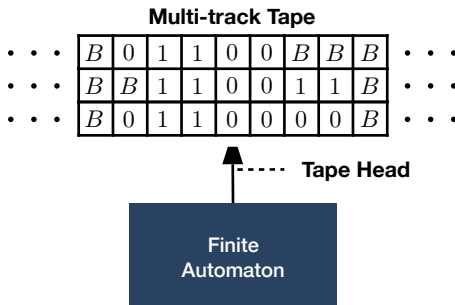 Multi-track Tape
· · · B 0 1 1 0 0 B B B · · ·
· · · B B 1 1 0 0 1 1 B · · ·
· · · B 0 1 1 0 0 0 0 B · · ·
Tape Head
Finite
Automaton